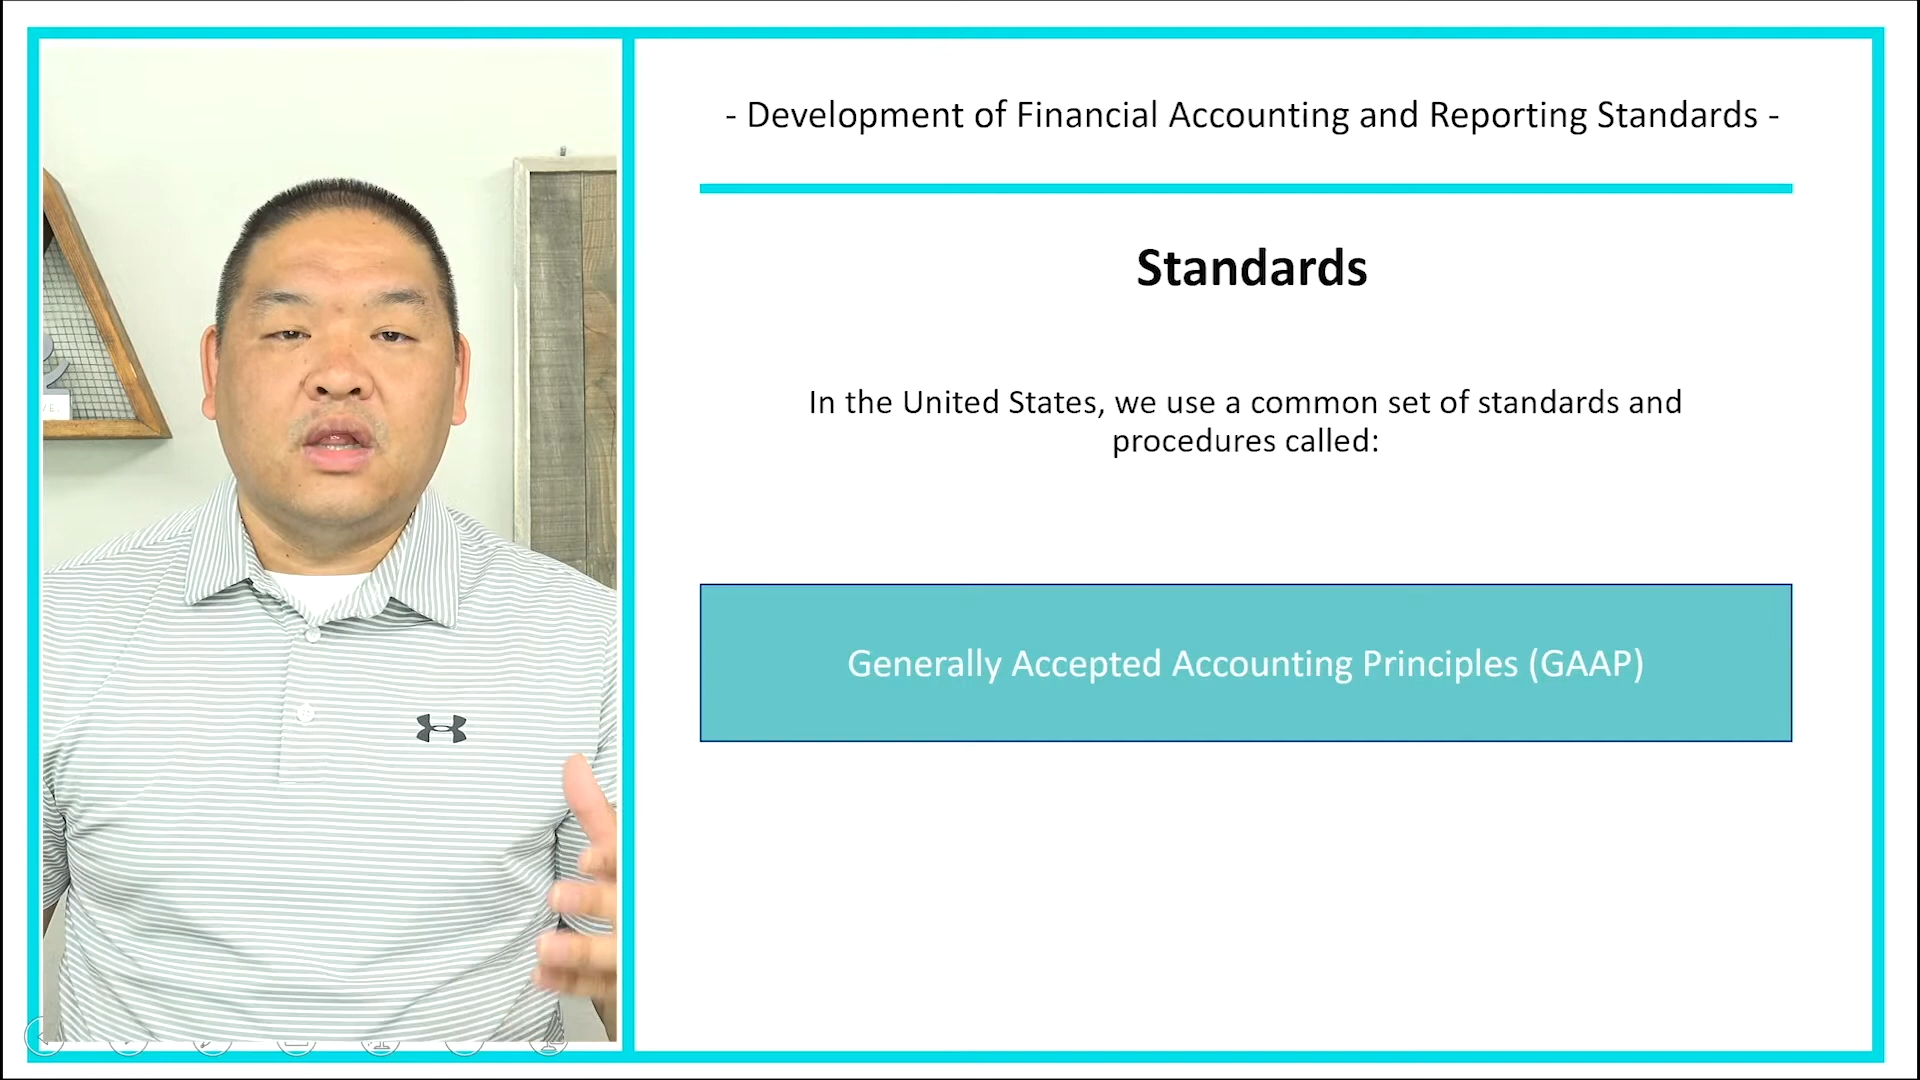 - Development of Financial Accounting and Reporting Standards -
Standards
In the United States, we use a common set of standards and
procedures called:
Generally Accepted Accounting Principles (GAAP)